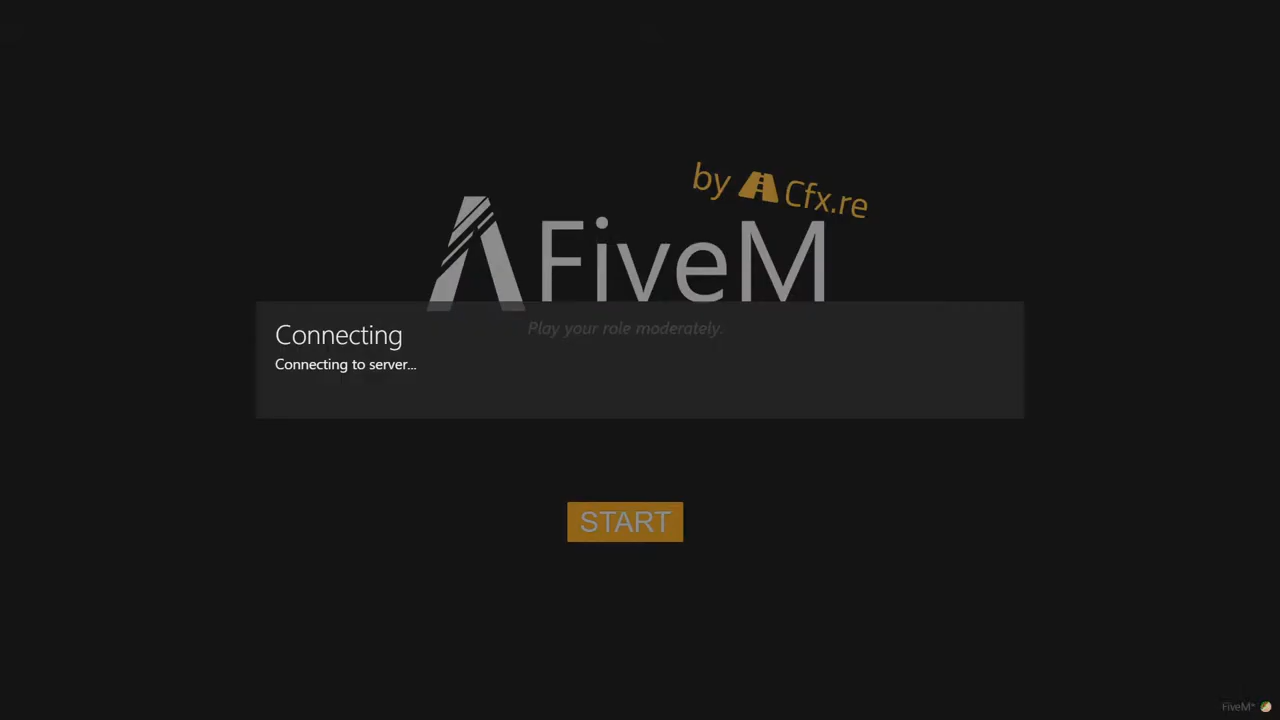 by Cfx.re
FiveM
Play your role moderately.
Connecting
Connecting to server...
START
FiveM*